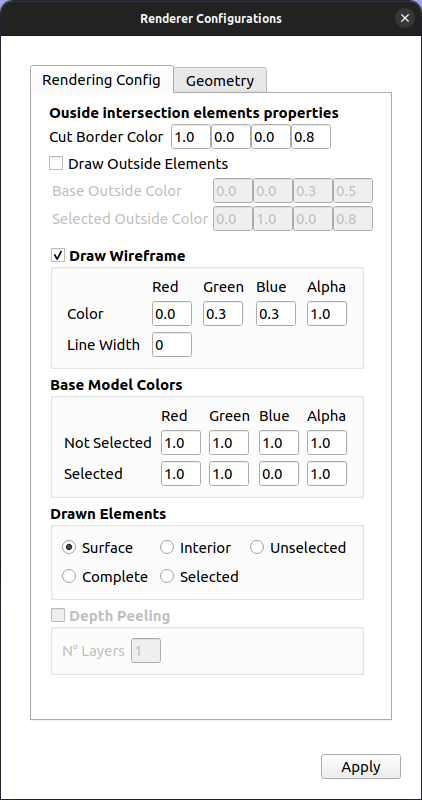 Renderer Configurations
Rendering Config Geometry
Ouside intersection elements properties
Cut Border Color 1.0 0.0 0.0 0.8
Draw Outside Elements
Base Outside Color 0.0 0.0 0.3 0.5
Selected Outside Color 0.0 1.0 0.0 0.8
Draw Wireframe
Red Green Blue Alpha
Color 0.0 0.3 0.3 1.0
Line Width 0
Base Model Colors
Red Green Blue Alpha
Not Selected 1.0 1.0 1.0 1.0
Selected 1.0 1.0 0.0 1.0
Drawn Elements
Surface Interior Unselected
Complete Selected
Depth Peeling
N° Layers 1
Apply